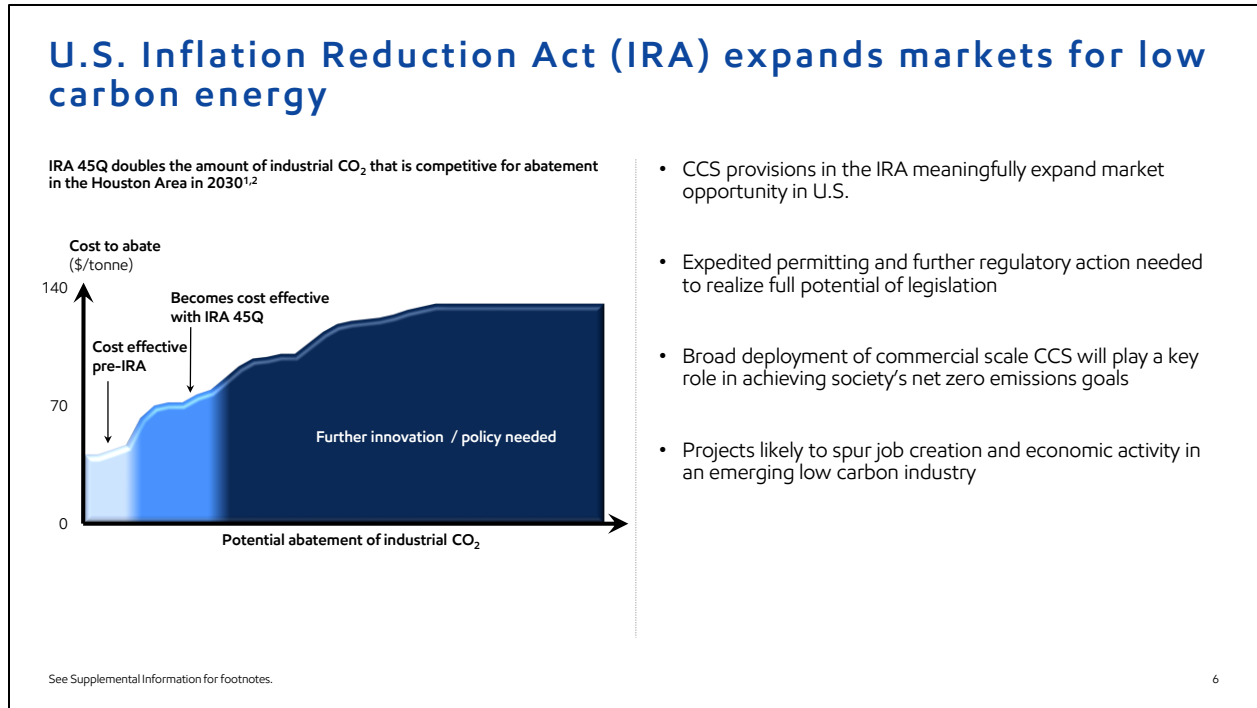 U.S. Inflation Reduction Act (IRA) expands markets for low
carbon energy
IRA 45Q doubles the amount of industrial CO₂ that is competitive for abatement
in the Houston Area in 2030¹,²
Cost to abate
($/tonne)
140
70
0
Cost effective
pre-IRA
Becomes cost effective
with IRA 45Q
Further innovation / policy needed
Potential abatement of industrial CO₂
• CCS provisions in the IRA meaningfully expand market
opportunity in U.S.
• Expedited permitting and further regulatory action needed
to realize full potential of legislation
• Broad deployment of commercial scale CCS will play a key
role in achieving society’s net zero emissions goals
• Projects likely to spur job creation and economic activity in
an emerging low carbon industry
See Supplemental Information for footnotes.
6